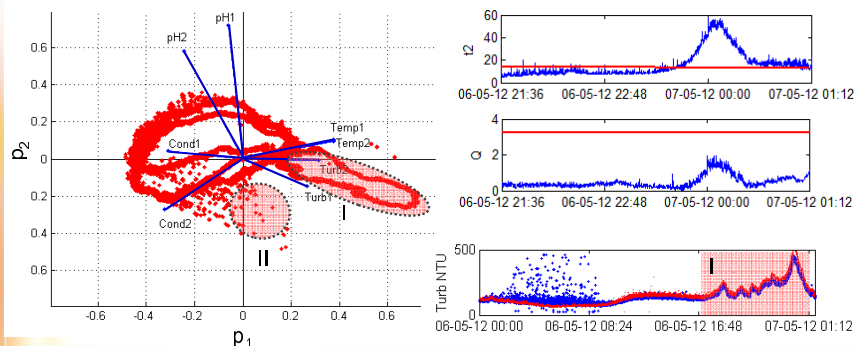 pH1
pH2
0.6
0.4
0.2
0
0.2
0.4
0.6
p2
Cond1
Cond2
Temp1
Temp2
Turb2
Turb1
I
II
-0.6 -0.4 -0.2 0 0.2 0.4 0.6
p1
60
40
20
0
t2
06-05-12 21:36 06-05-12 22:48 07-05-12 00:00 07-05-12 01:12
4
2
0
Q
06-05-12 21:36 06-05-12 22:48 07-05-12 00:00 07-05-12 01:12
500
0
Turb NTU
I
06-05-12 00:00 06-05-12 08:24 06-05-12 16:48 07-05-12 01:12